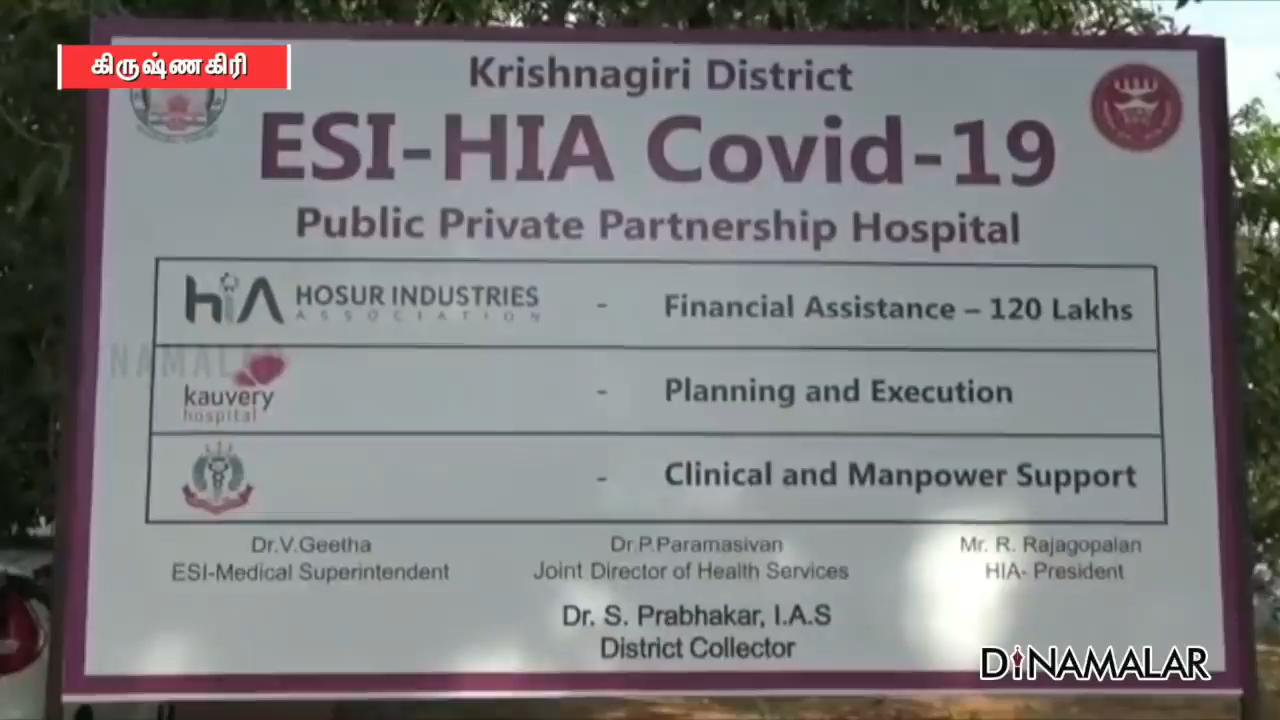 கிருஷ்ணகிரி
Krishnagiri District
ESI-HIA Covid-19
Public Private Partnership Hospital
hiA HOSUR INDUSTRIES ASSOCIATION - Financial Assistance – 120 Lakhs
NAMAL
kauvery hospital - Planning and Execution
- Clinical and Manpower Support
Dr.V.Geetha Dr.P.Paramasivan Mr. R. Rajagopalan
ESI-Medical Superintendent Joint Director of Health Services HIA- President
Dr. S. Prabhakar, I.A.S
District Collector
DINAMALAR